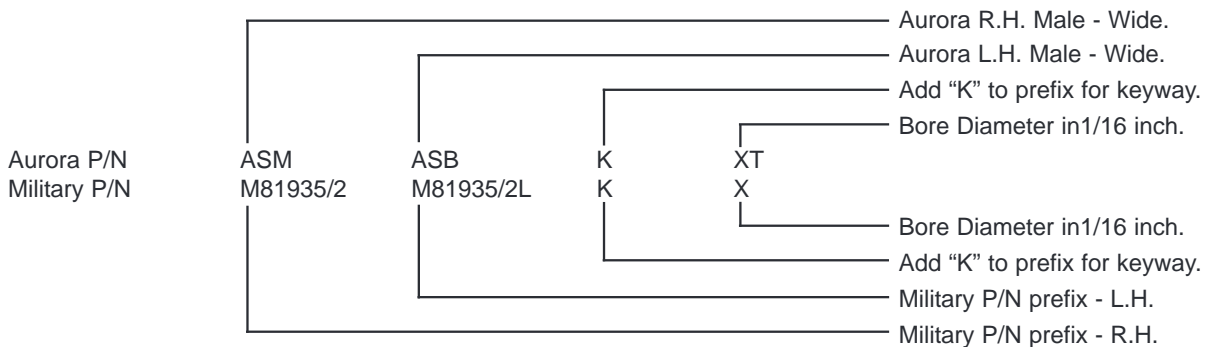 Aurora R.H. Male - Wide.
Aurora L.H. Male - Wide.
Add “K” to prefix for keyway.
Bore Diameter in1/16 inch.
Aurora P/N ASM ASB K XT
Military P/N M81935/2 M81935/2L K X
Bore Diameter in1/16 inch.
Add “K” to prefix for keyway.
Military P/N prefix - L.H.
Military P/N prefix - R.H.